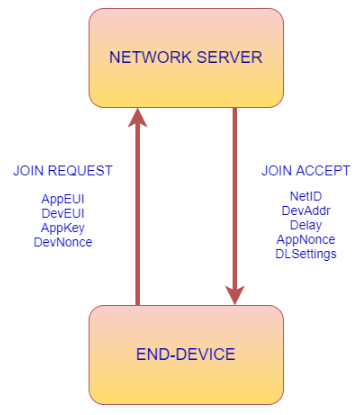 NETWORK SERVER
JOIN REQUEST
AppEUI
DevEUI
AppKey
DevNonce
JOIN ACCEPT
NetID
DevAddr
Delay
AppNonce
DLSettings
END-DEVICE